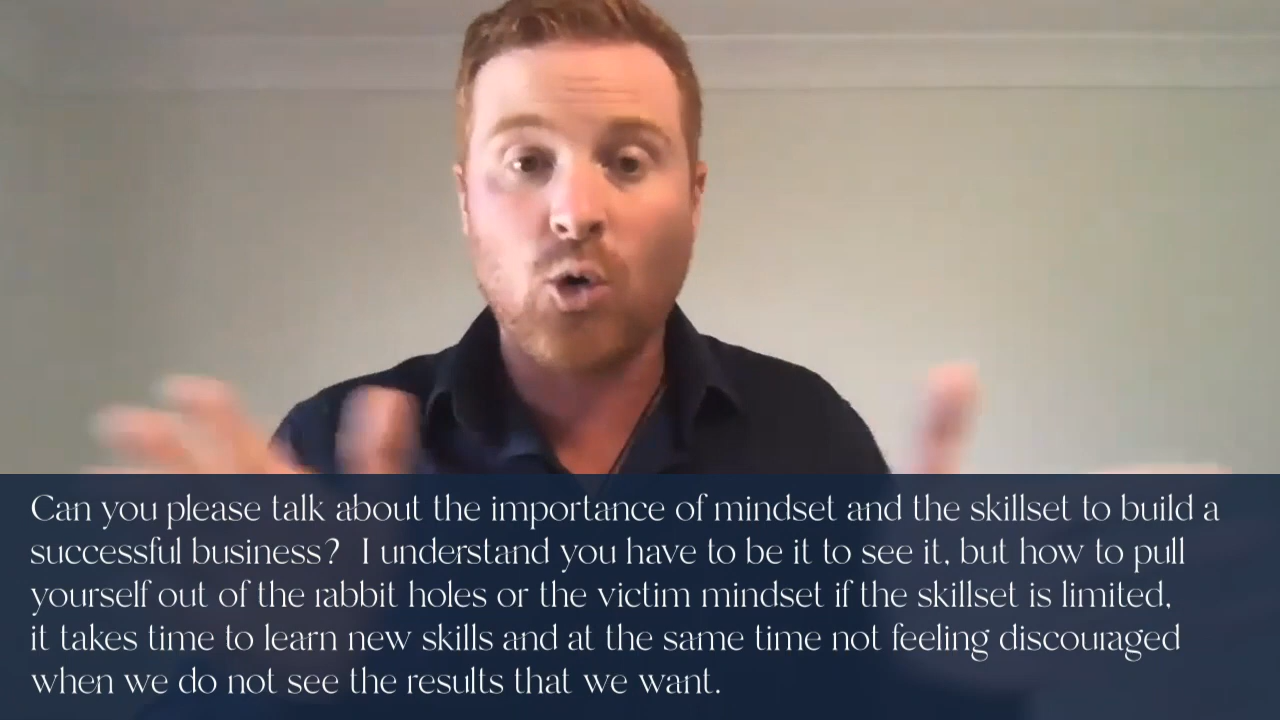 Can you please talk about the importance of mindset and the skillset to build a
successful business?  I understand you have to be it to see it, but how to pull
yourself out of the rabbit holes or the victim mindset if the skillset is limited,
it takes time to learn new skills and at the same time not feeling discouraged
when we do not see the results that we want.